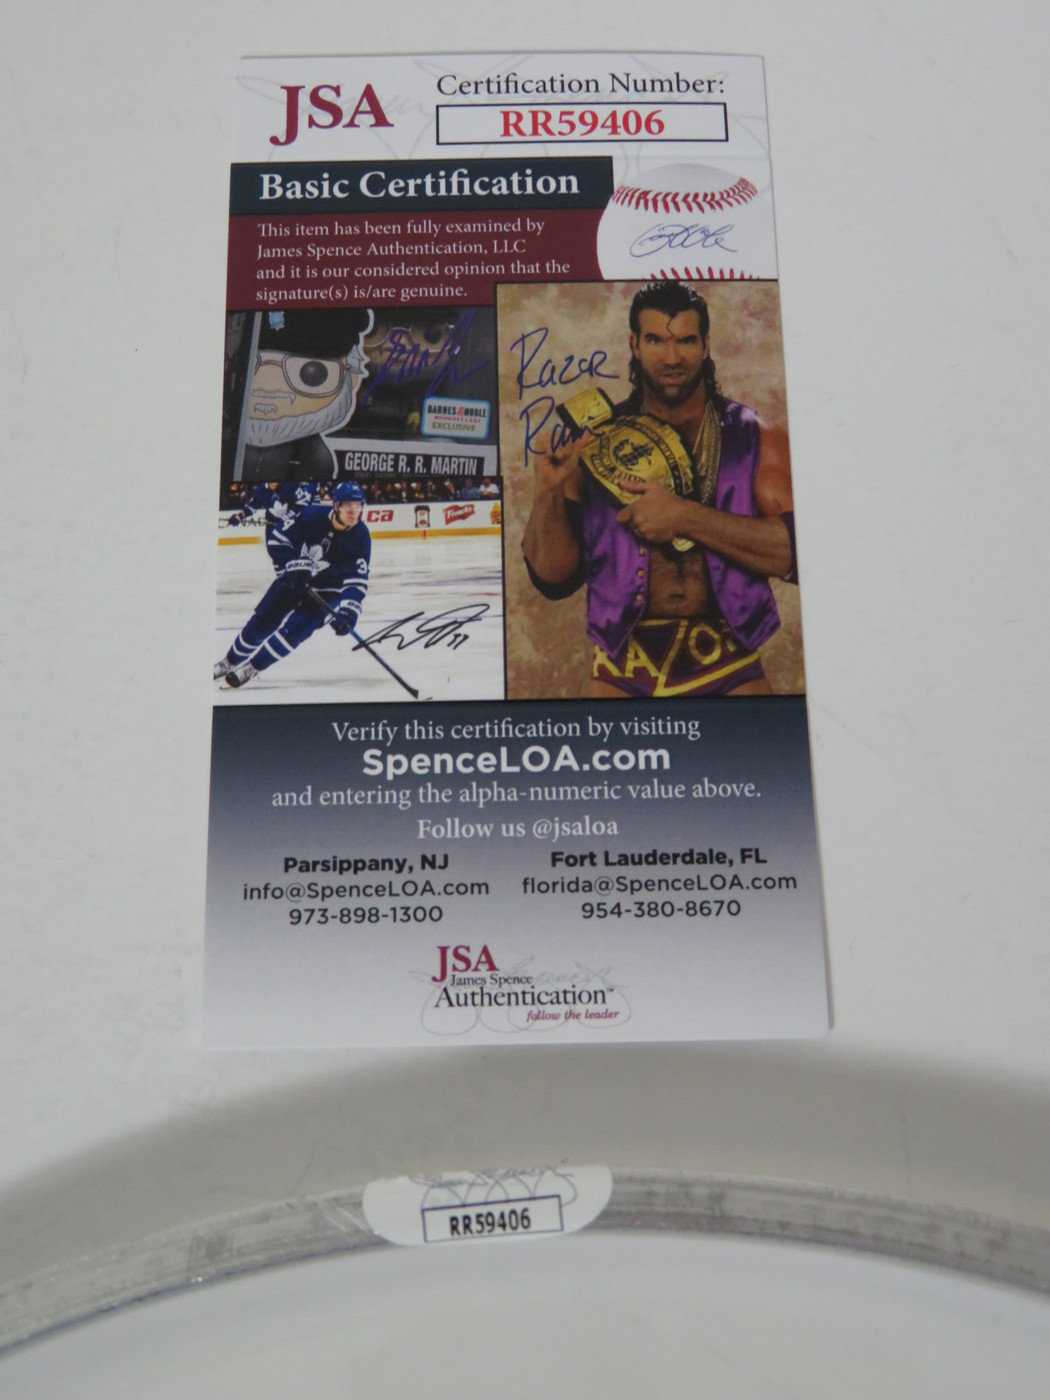 JSA
Certification Number:
RR59406
Basic Certification
This item has been fully examined by
James Spence Authentication, LLC
and it is our considered opinion that the
signature(s) is/are genuine.
Razor
Ramon
BARNES & NOBLE
BOOKSELLERS
EXCLUSIVE
GEORGE R. R. MARTIN
RAZOR
Verify this certification by visiting
SpenceLOA.com
and entering the alpha-numeric value above.
Follow us @jsaloa
Parsippany, NJ
info@SpenceLOA.com
973-898-1300
Fort Lauderdale, FL
florida@SpenceLOA.com
954-380-8670
JSA
James Spence
Authentication™
follow the leader
RR59406